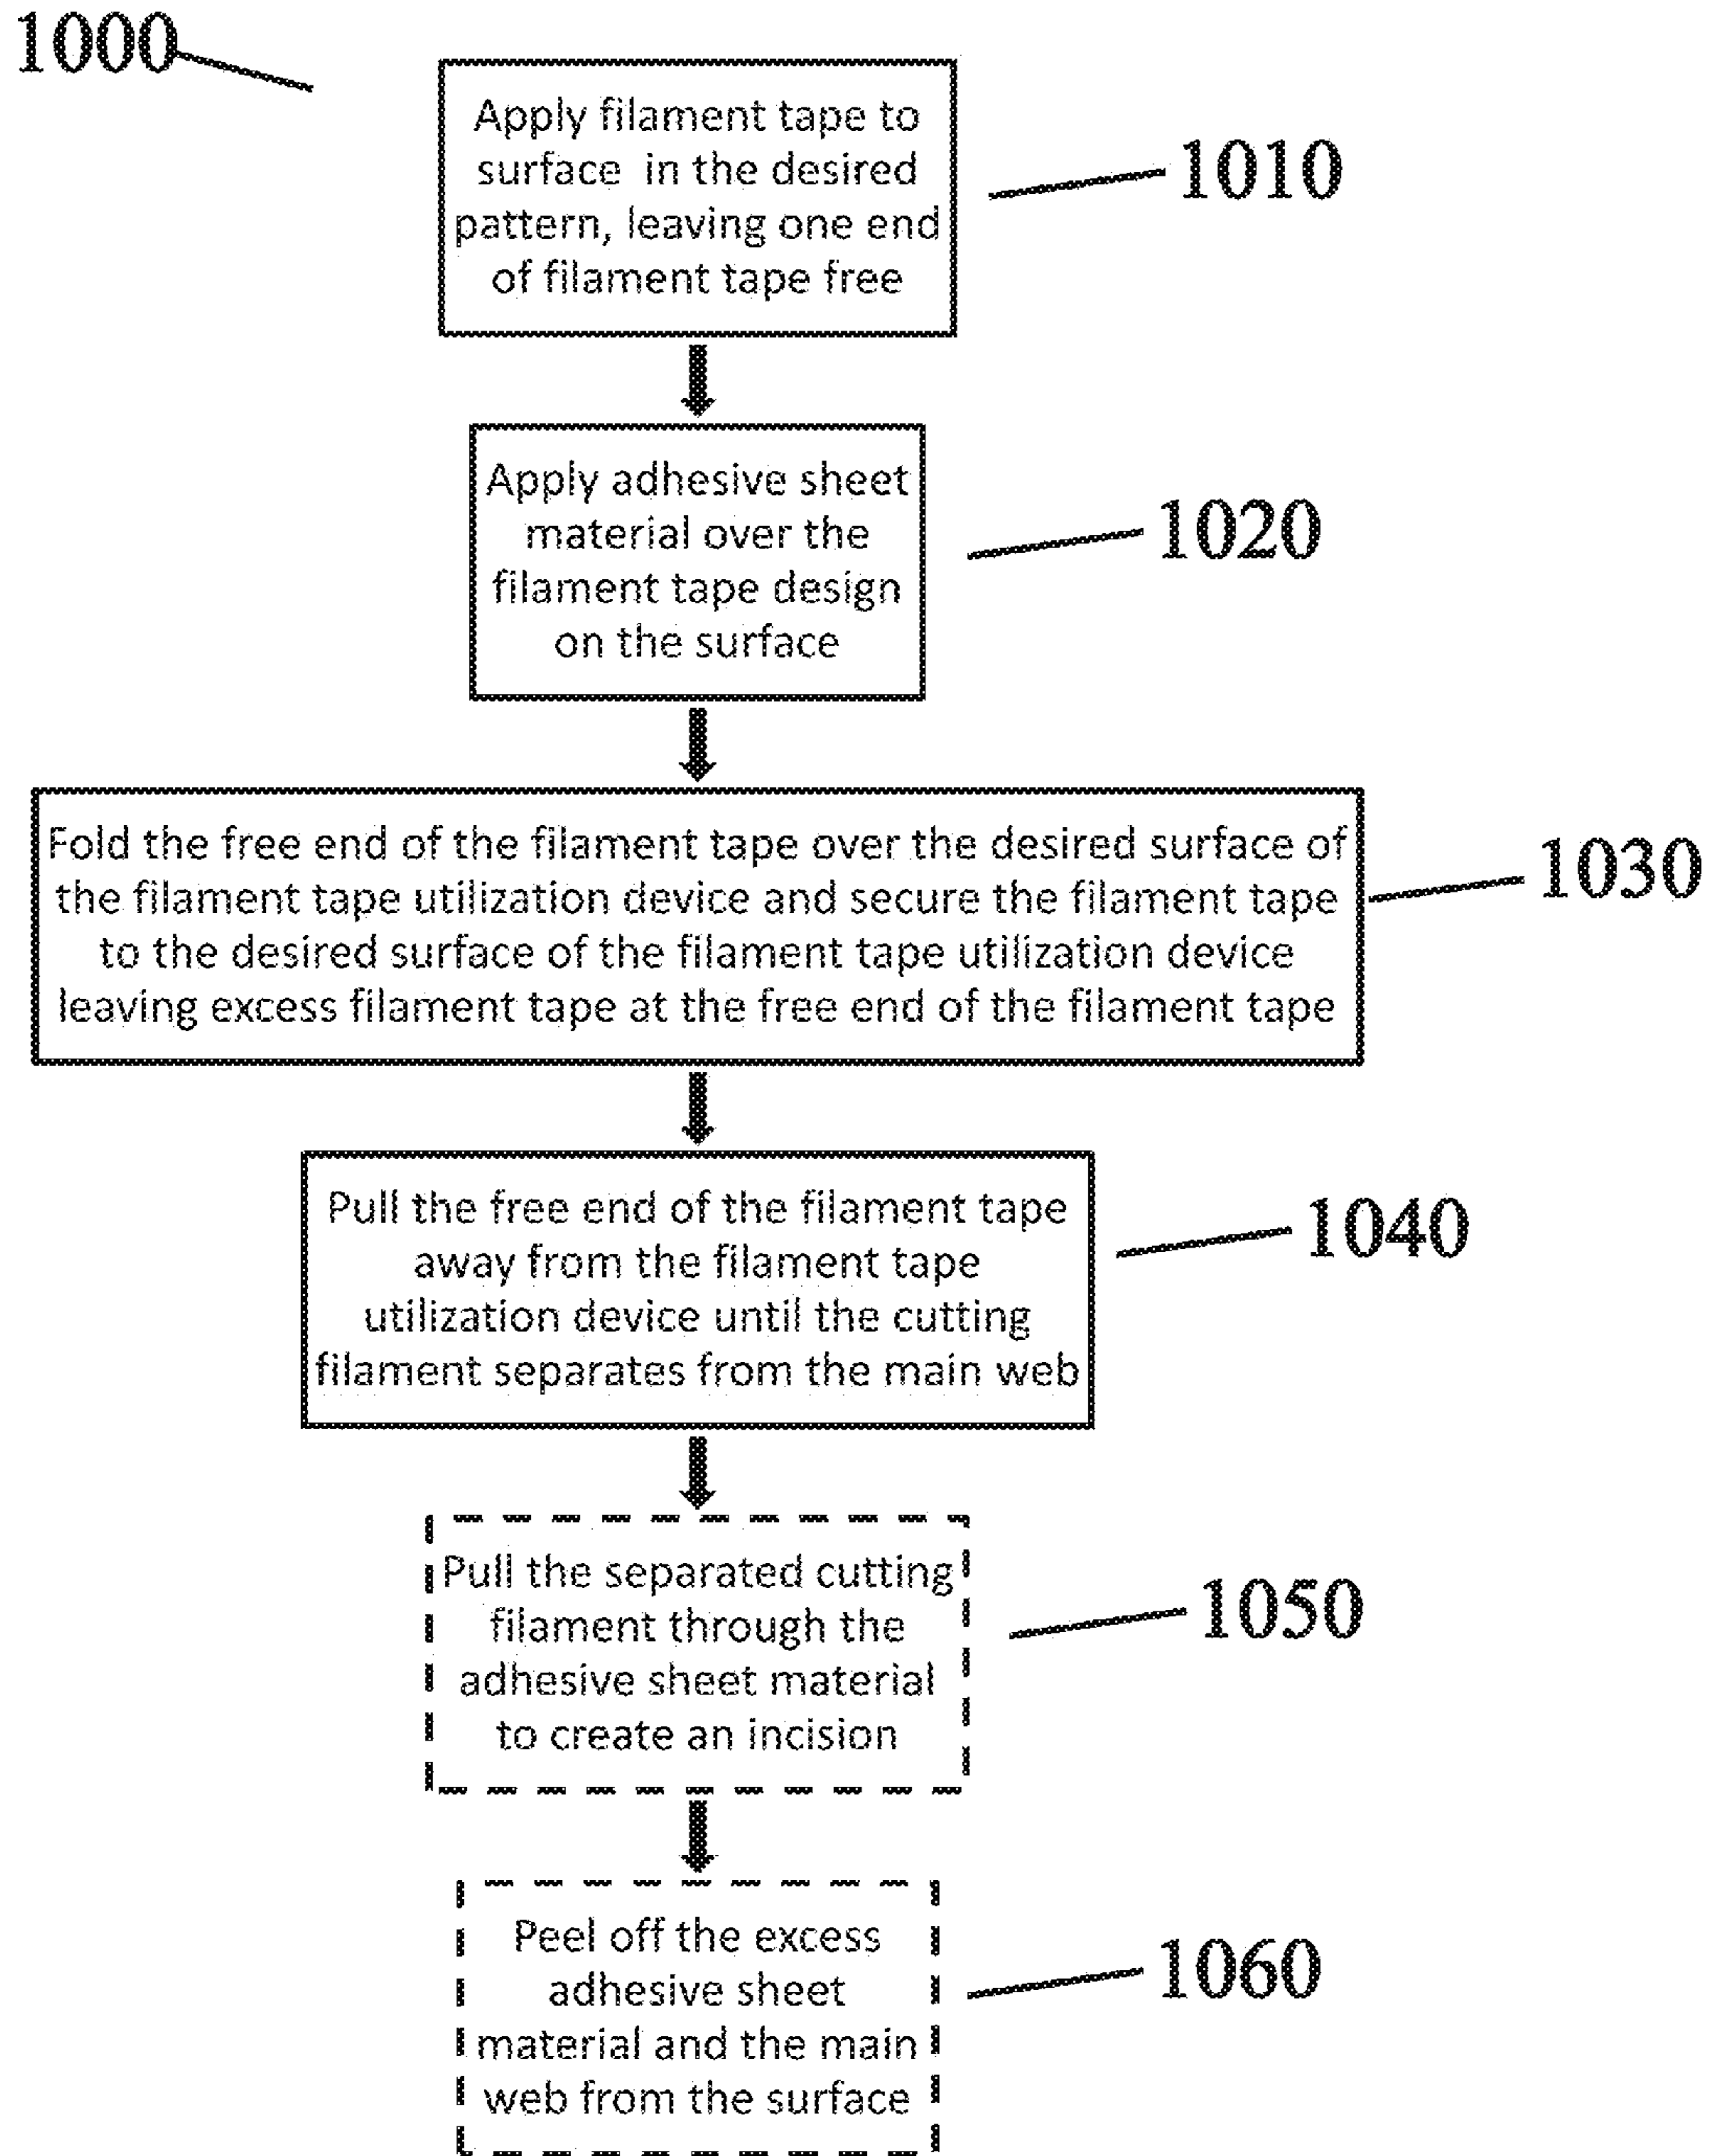 1000
Apply filament tape to
surface in the desired
pattern, leaving one end
of filament tape free
1010
Apply adhesive sheet
material over the
filament tape design
on the surface
1020
Fold the free end of the filament tape over the desired surface of
the filament tape utilization device and secure the filament tape
to the desired surface of the filament tape utilization device
leaving excess filament tape at the free end of the filament tape
1030
Pull the free end of the filament tape
away from the filament tape
utilization device until the cutting
filament separates from the main web
1040
Pull the separated cutting
filament through the
adhesive sheet material
to create an incision
1050
Peel off the excess
adhesive sheet
material and the main
web from the surface
1060